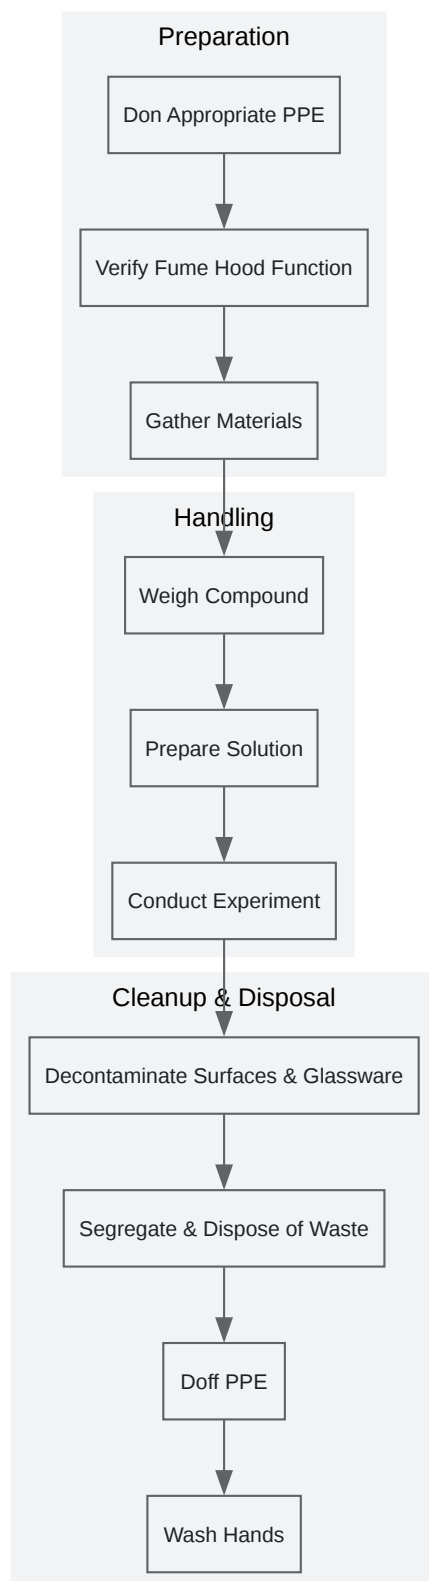 Preparation
Don Appropriate PPE
Verify Fume Hood Function
Gather Materials
Handling
Weigh Compound
Prepare Solution
Conduct Experiment
Cleanup & Disposal
Decontaminate Surfaces & Glassware
Segregate & Dispose of Waste
Doff PPE
Wash Hands